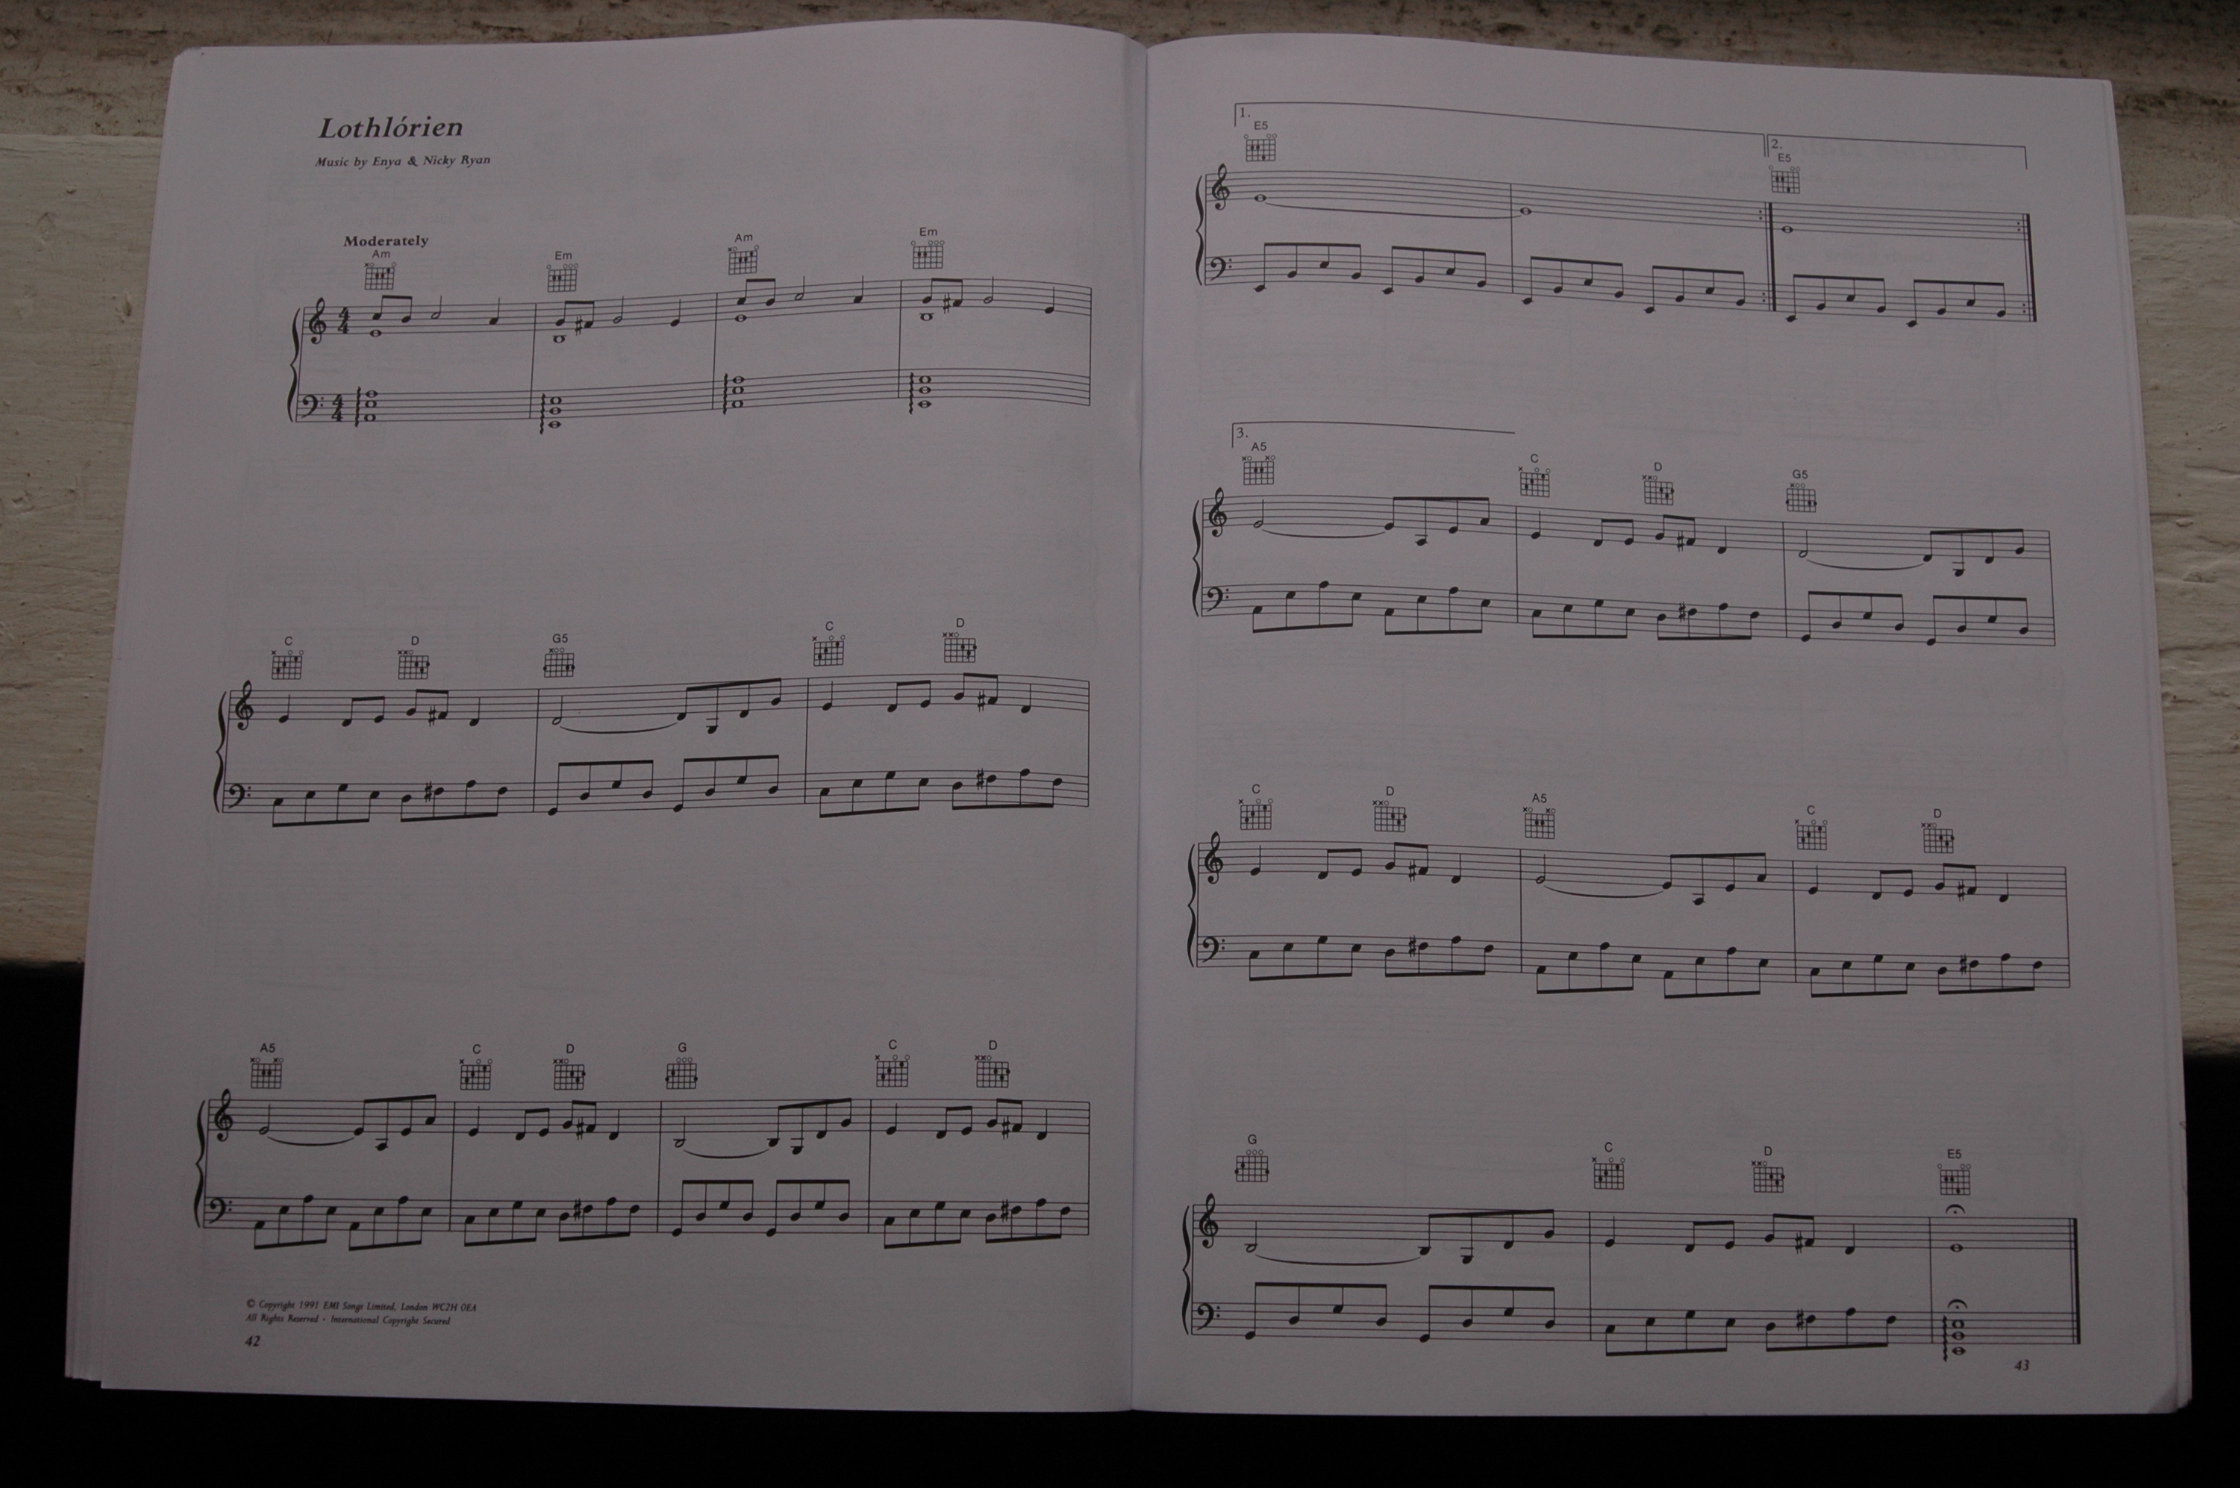 Lothlórien
Music by Enya & Nicky Ryan
Moderately
Am Em Am Em
C D G5 C D
A5 C D G C D
© Copyright 1991 EMI Songs Limited, London WC2H 0EA
All Rights Reserved · International Copyright Secured
42
1. 2.
E5 E5
3.
A5 C D G5
C D A5 C D
G C D E5
43